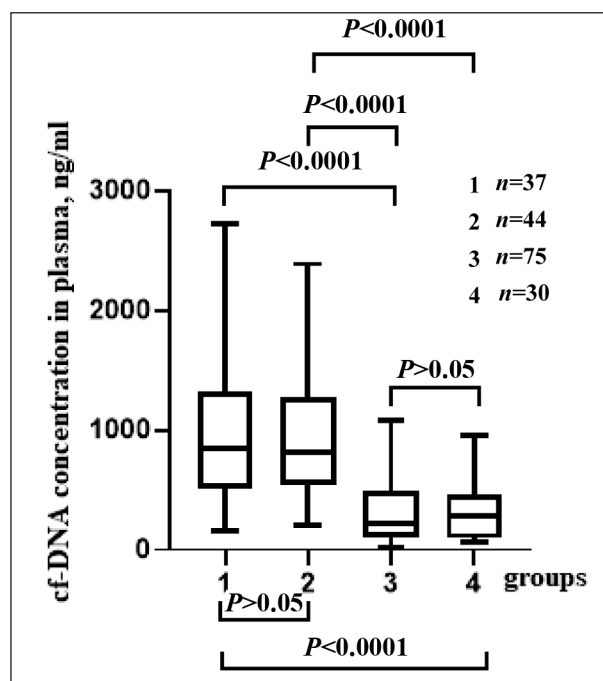 P<0.0001
P<0.0001
P<0.0001
cf-DNA concentration in plasma, ng/ml
3000
2000
1000
0
1 n=37
2 n=44
3 n=75
4 n=30
P>0.05
1 2 3 4 groups
P>0.05
P<0.0001